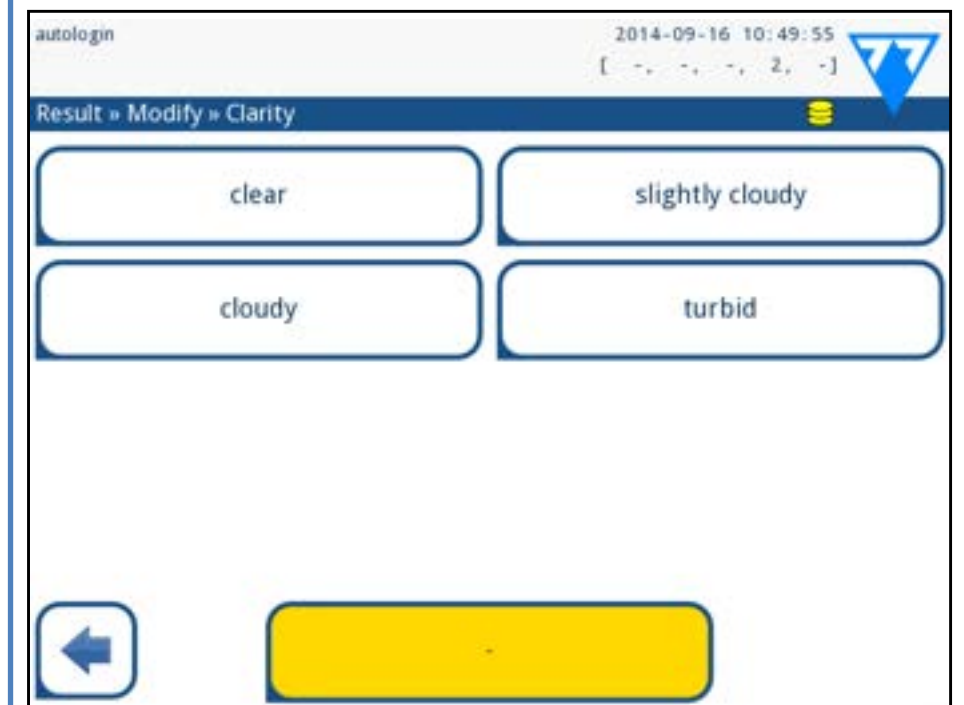 autologin
2014-09-16 10:49:55
[ -, -, -, 2, -]
Result » Modify » Clarity
clear
slightly cloudy
cloudy
turbid
-